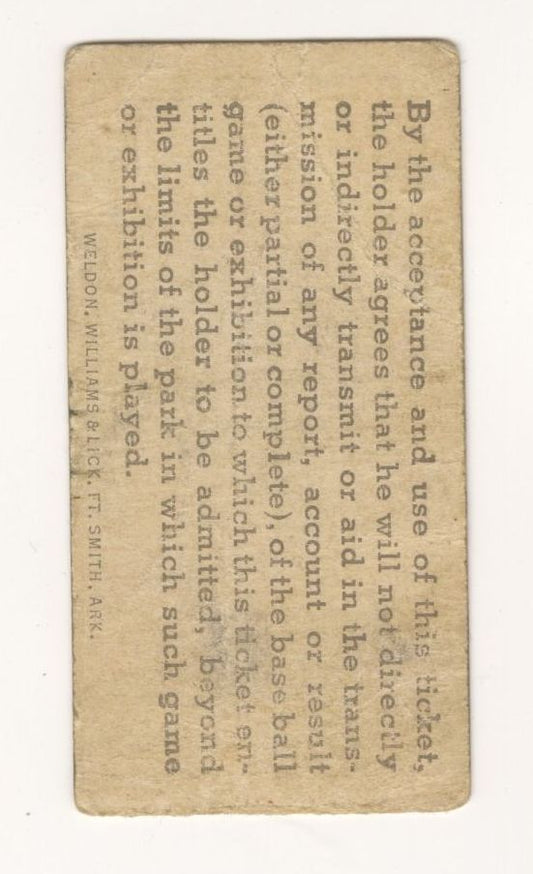 By the acceptance and use of this ticket,
the holder agrees that he will not directly
or indirectly transmit or aid in the trans-
mission of any report, account or result
(either partial or complete), of the base ball
game or exhibition to which this ticket en-
titles the holder to be admitted, beyond
the limits of the park in which such game
or exhibition is played.
WELDON, WILLIAMS & LICK, FT. SMITH, ARK.